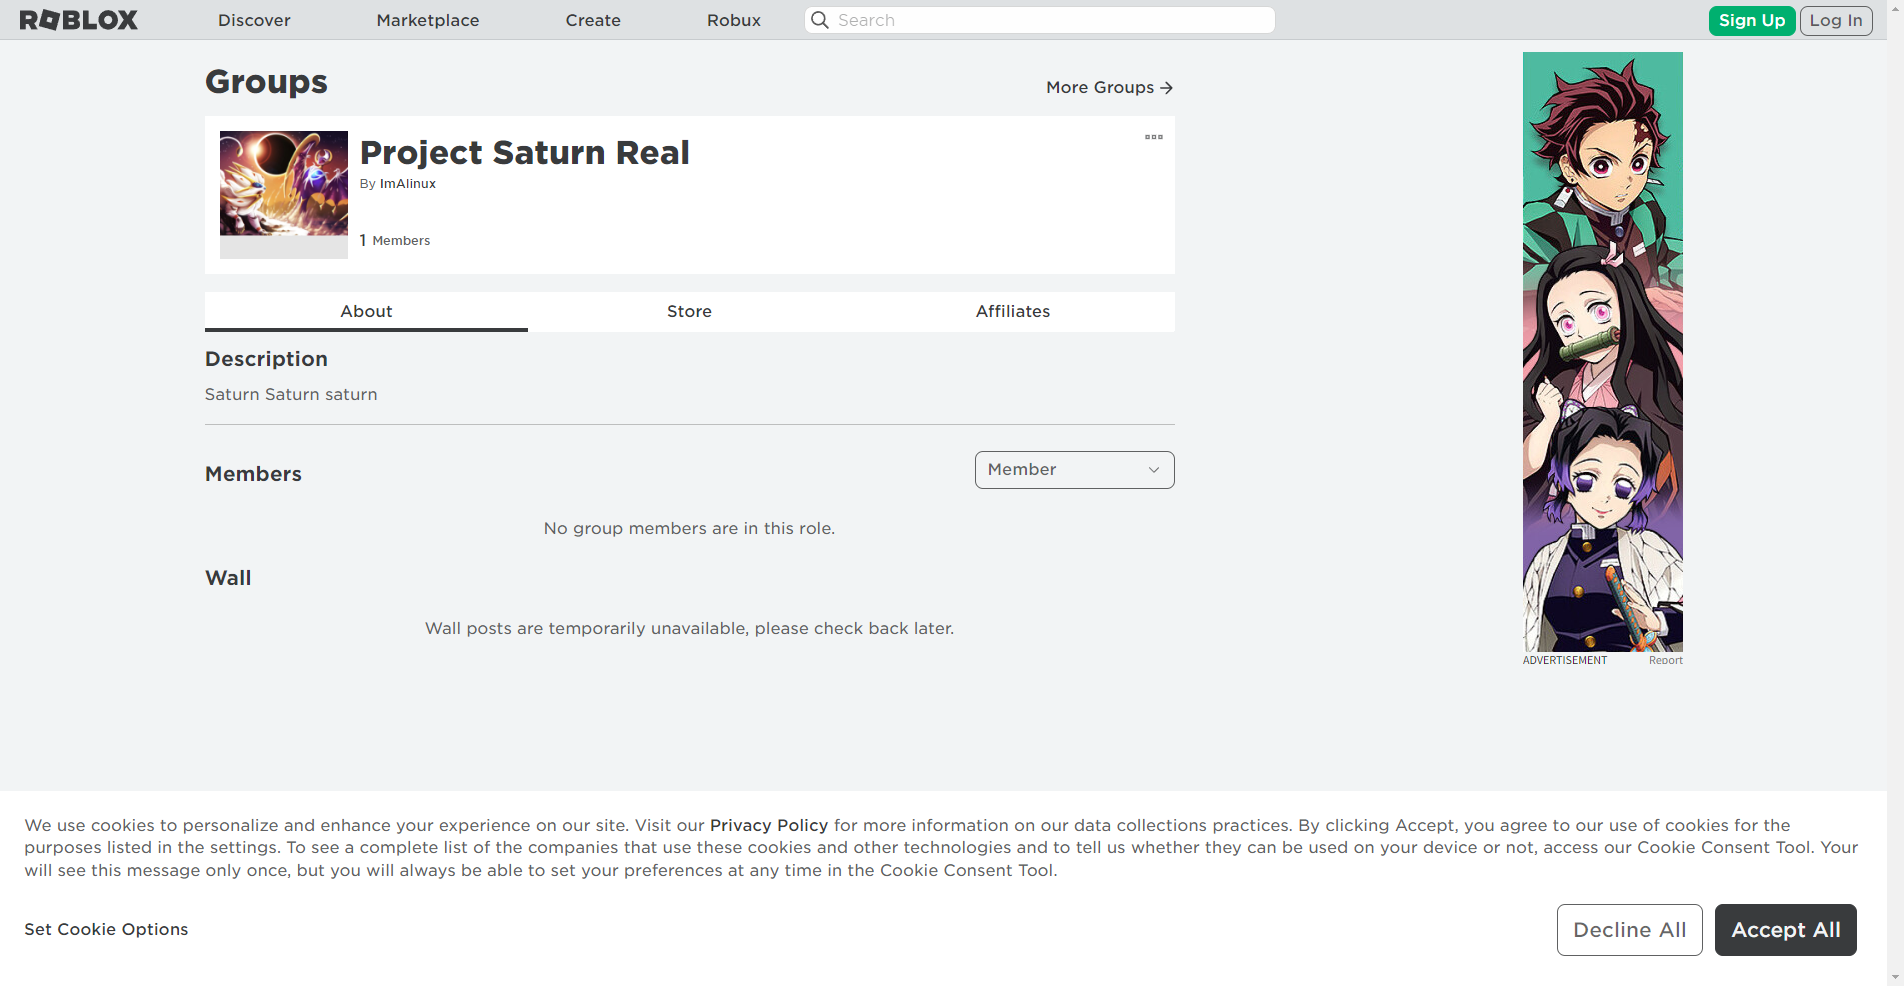 ROBLOX
Discover
Marketplace
Create
Robux
Search
Sign Up
Log In
Groups
More Groups →
Project Saturn Real
By ImAlinux
1 Members
About
Store
Affiliates
Description
Saturn Saturn saturn
Members
Member
No group members are in this role.
Wall
Wall posts are temporarily unavailable, please check back later.
ADVERTISEMENT
Report
We use cookies to personalize and enhance your experience on our site. Visit our Privacy Policy for more information on our data collections practices. By clicking Accept, you agree to our use of cookies for the
purposes listed in the settings. To see a complete list of the companies that use these cookies and other technologies and to tell us whether they can be used on your device or not, access our Cookie Consent Tool. Your
will see this message only once, but you will always be able to set your preferences at any time in the Cookie Consent Tool.
Set Cookie Options
Decline All
Accept All